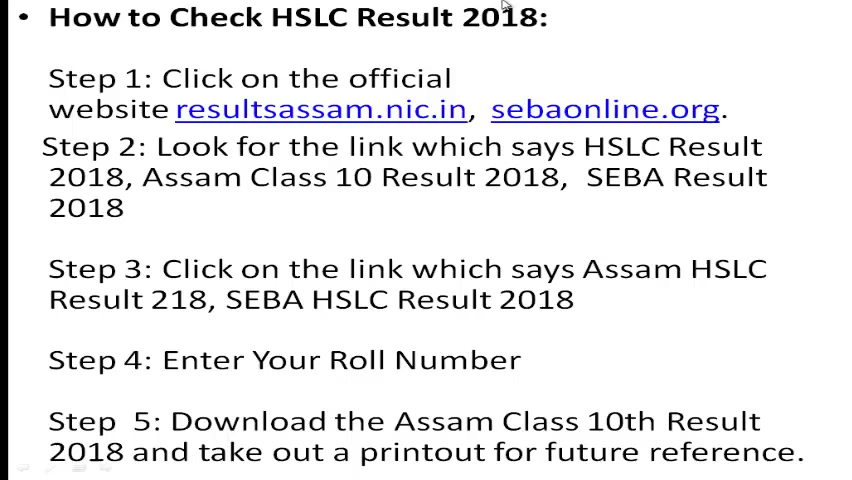 • How to Check HSLC Result 2018:
Step 1: Click on the official
website resultsassam.nic.in, sebaonline.org.
Step 2: Look for the link which says HSLC Result
2018, Assam Class 10 Result 2018, SEBA Result
2018
Step 3: Click on the link which says Assam HSLC
Result 218, SEBA HSLC Result 2018
Step 4: Enter Your Roll Number
Step 5: Download the Assam Class 10th Result
2018 and take out a printout for future reference.